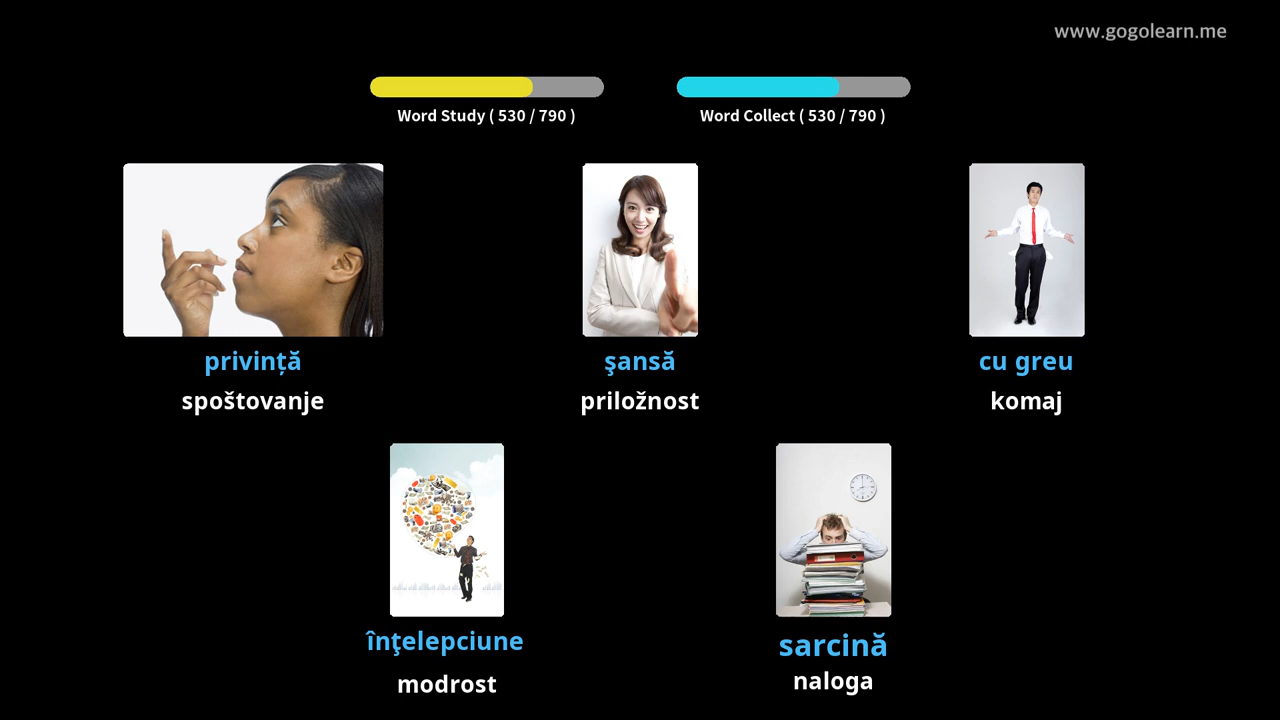 www.gogolearn.me
Word Study ( 530 / 790 )
Word Collect ( 530 / 790 )
privință
şansă
cu greu
spoštovanje
priložnost
komaj
înţelepciune
sarcină
modrost
naloga